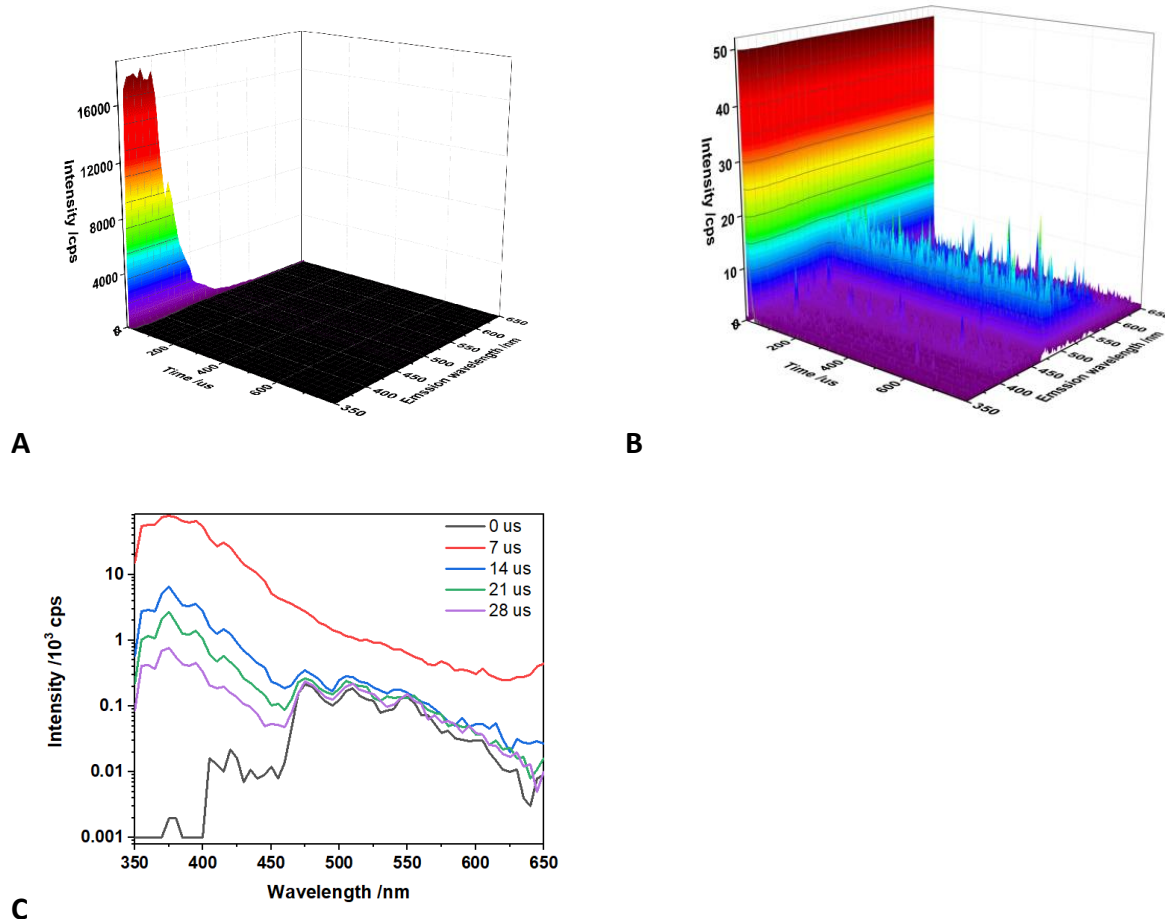 16000
12000
8000
4000
0
Intensity /cps
200
400
600
Time /us
350
400
450
500
550
600
650
Emssion wavelength /nm
A
50
40
30
20
10
Intensity /cps
200
400
600
Time /us
350
400
450
500
550
600
650
Emssion wavelength /nm
B
0 us
7 us
14 us
21 us
28 us
10
1
0.1
0.01
0.001
Intensity /10³ cps
350 400 450 500 550 600 650
Wavelength /nm
C